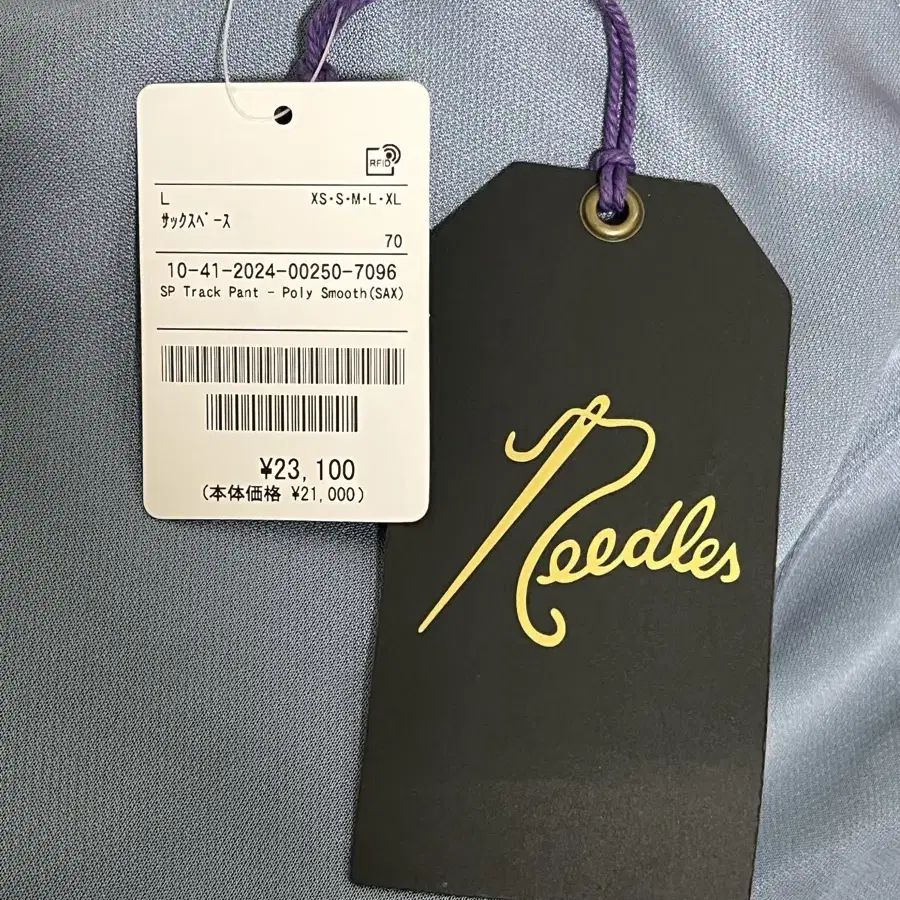 RFID
L XS・S・M・L・XL
サックスベース
70
10-41-2024-00250-7096
SP Track Pant - Poly Smooth(SAX)
¥23,100
(本体価格 ¥21,000)
Needles